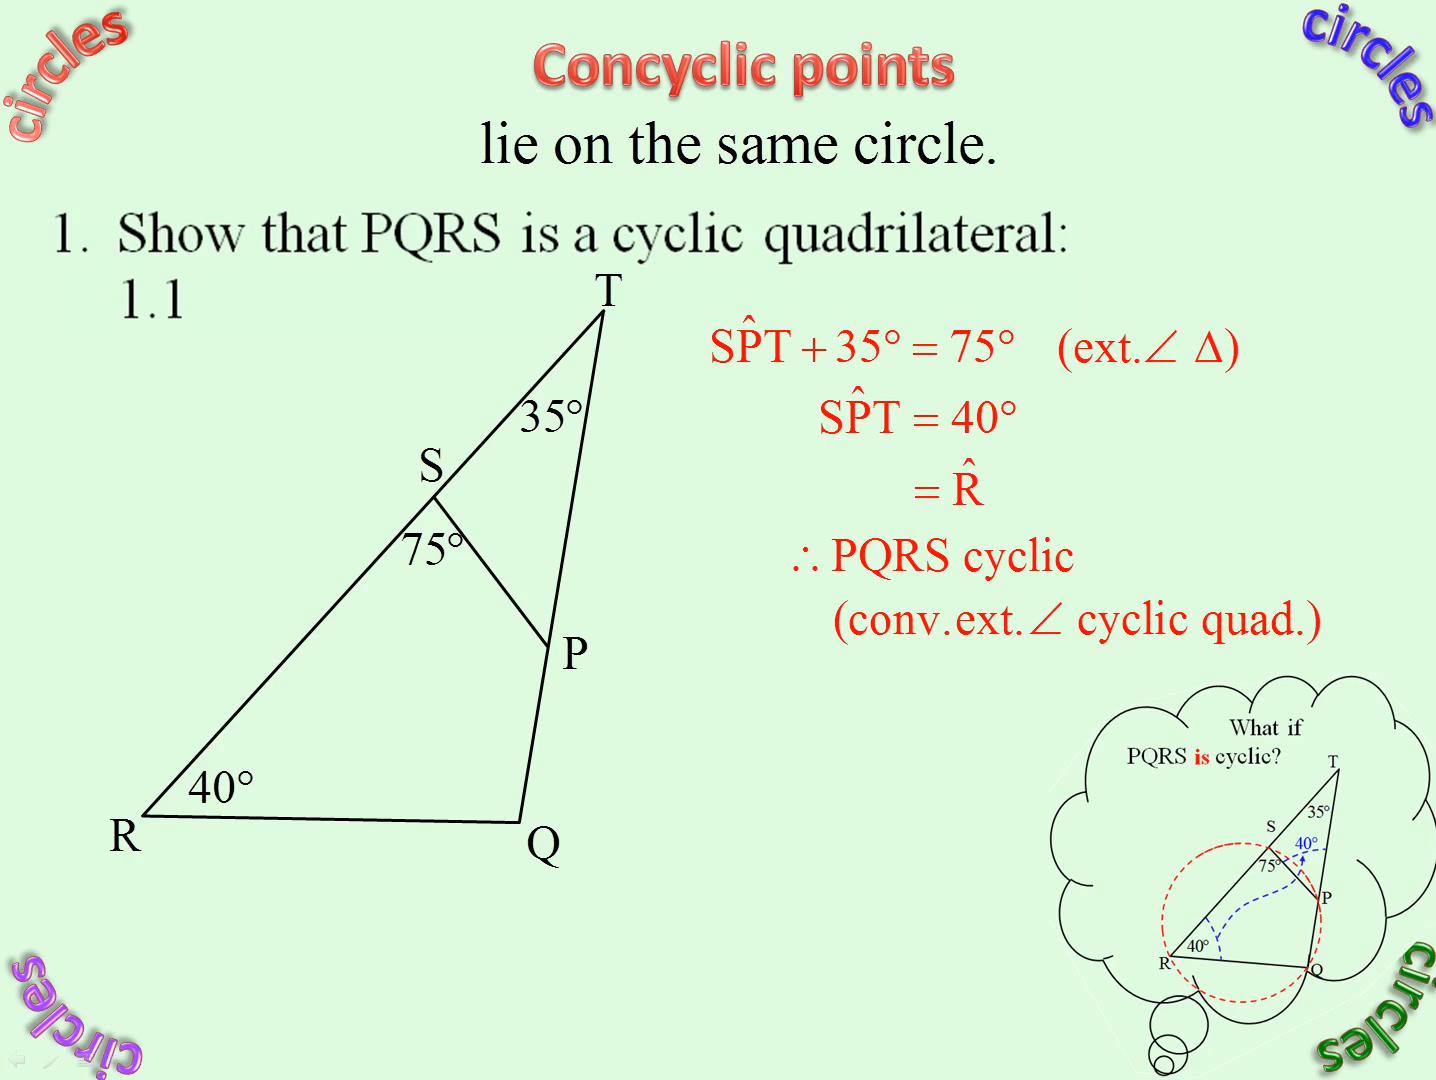 circles
circles
Concyclic points
lie on the same circle.
1. Show that PQRS is a cyclic quadrilateral:
1.1
T
SP̂T + 35° = 75° (ext.∠ Δ)
35°
SP̂T = 40°
S
= R̂
75°
∴ PQRS cyclic
(conv.ext.∠ cyclic quad.)
P
40°
R
Q
What if
PQRS is cyclic?
T
35°
S
40°
75°
P
40°
R
Q
circles
circles